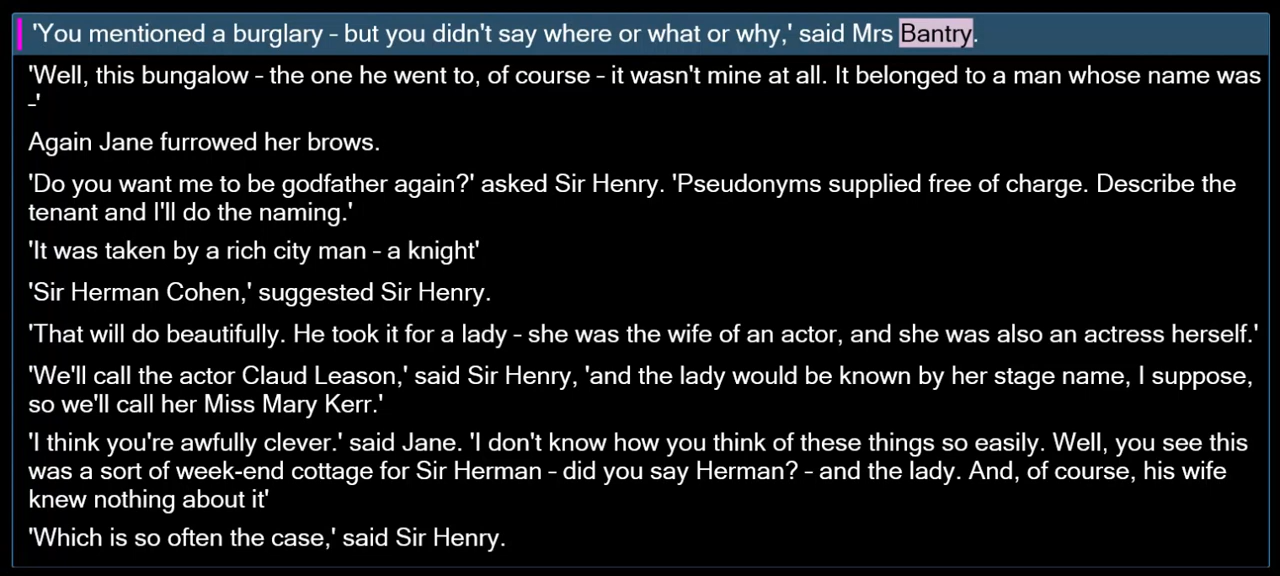 'You mentioned a burglary – but you didn't say where or what or why,' said Mrs Bantry.
'Well, this bungalow – the one he went to, of course – it wasn't mine at all. It belonged to a man whose name was
–'
Again Jane furrowed her brows.
'Do you want me to be godfather again?' asked Sir Henry. 'Pseudonyms supplied free of charge. Describe the
tenant and I'll do the naming.'
'It was taken by a rich city man – a knight'
'Sir Herman Cohen,' suggested Sir Henry.
'That will do beautifully. He took it for a lady – she was the wife of an actor, and she was also an actress herself.'
'We'll call the actor Claud Leason,' said Sir Henry, 'and the lady would be known by her stage name, I suppose,
so we'll call her Miss Mary Kerr.'
'I think you're awfully clever.' said Jane. 'I don't know how you think of these things so easily. Well, you see this
was a sort of week-end cottage for Sir Herman – did you say Herman? – and the lady. And, of course, his wife
knew nothing about it'
'Which is so often the case,' said Sir Henry.